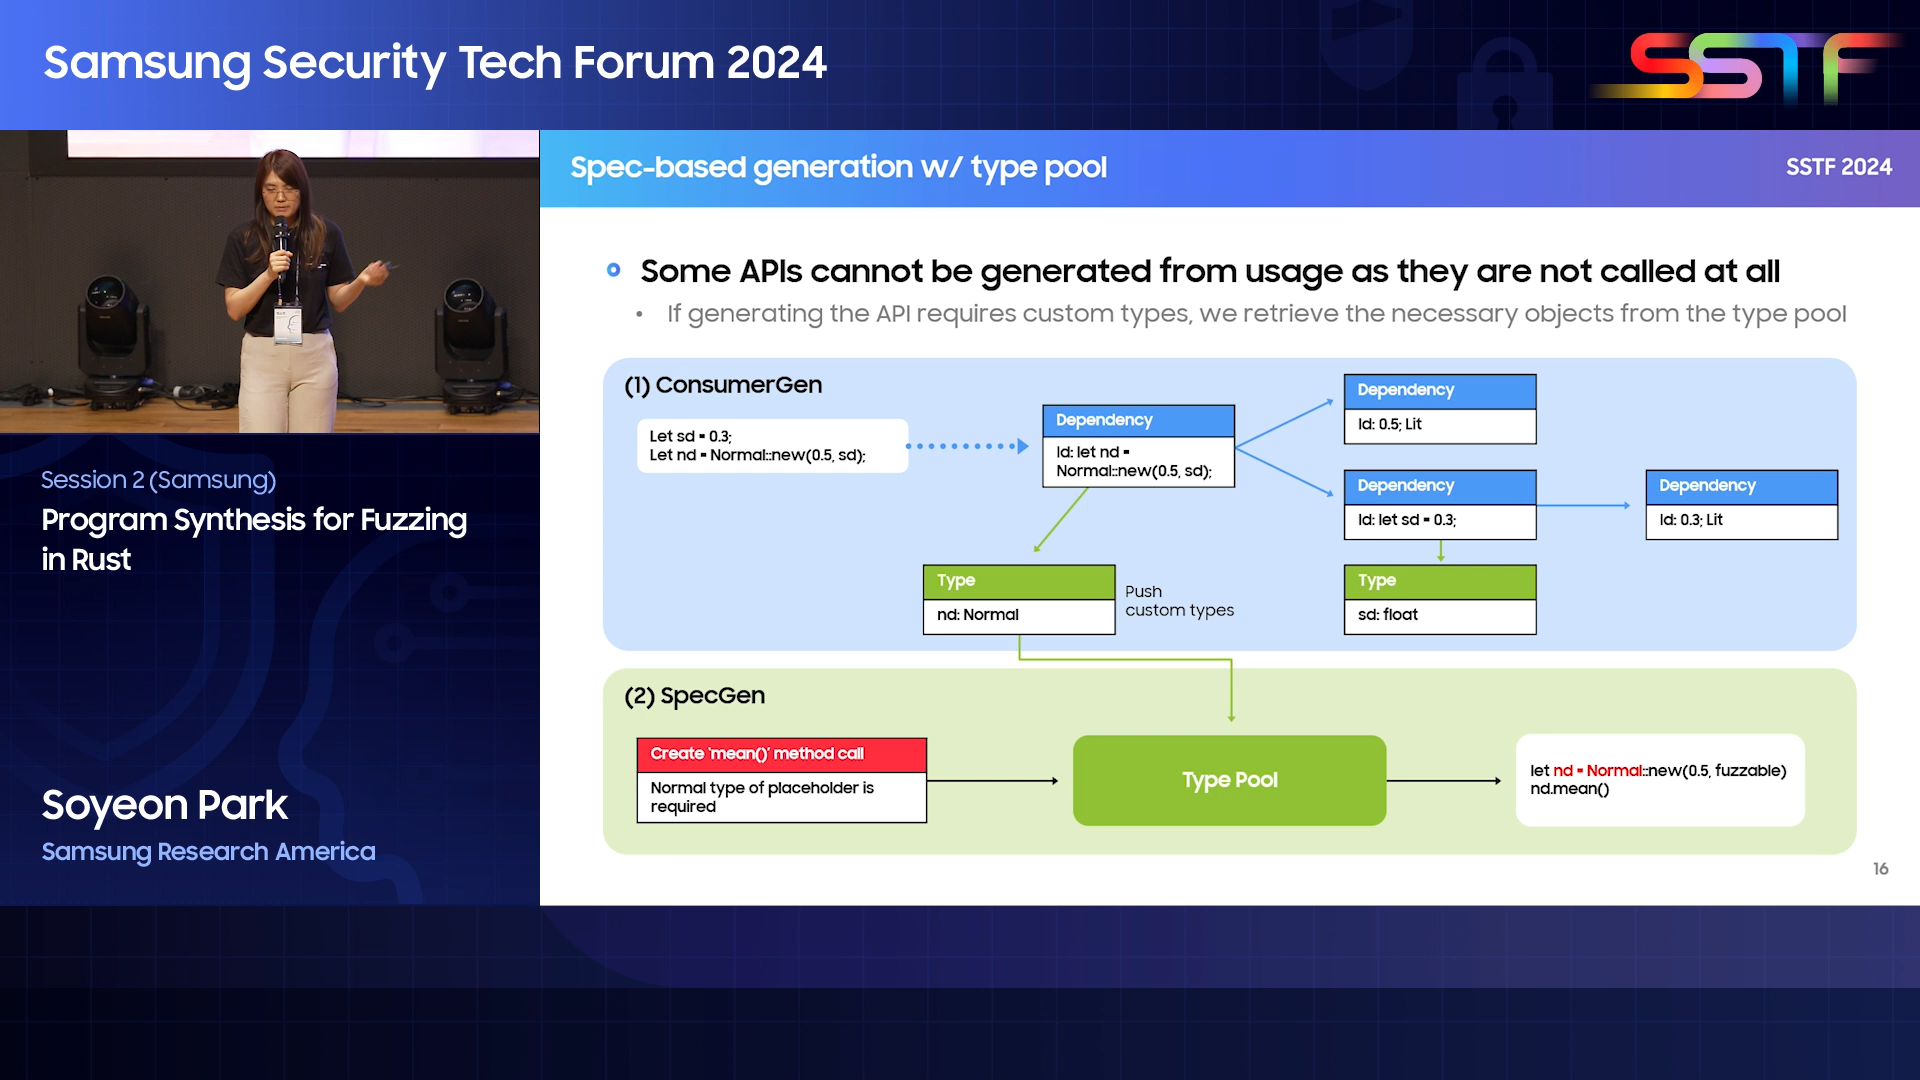 Samsung Security Tech Forum 2024
SSTF
Spec-based generation w/ type pool
SSTF 2024
Some APIs cannot be generated from usage as they are not called at all
If generating the API requires custom types, we retrieve the necessary objects from the type pool
(1) ConsumerGen
Let sd = 0.3;
Let nd = Normal::new(0.5, sd);
Dependency
Id: let nd =
Normal::new(0.5, sd);
Dependency
Id: 0.5; Lit
Dependency
Id: let sd = 0.3;
Dependency
Id: 0.3; Lit
Type
nd: Normal
Push
custom types
Type
sd: float
(2) SpecGen
Create 'mean()' method call
Normal type of placeholder is
required
Type Pool
let nd = Normal::new(0.5, fuzzable)
nd.mean()
16
Session 2 (Samsung)
Program Synthesis for Fuzzing
in Rust
Soyeon Park
Samsung Research America